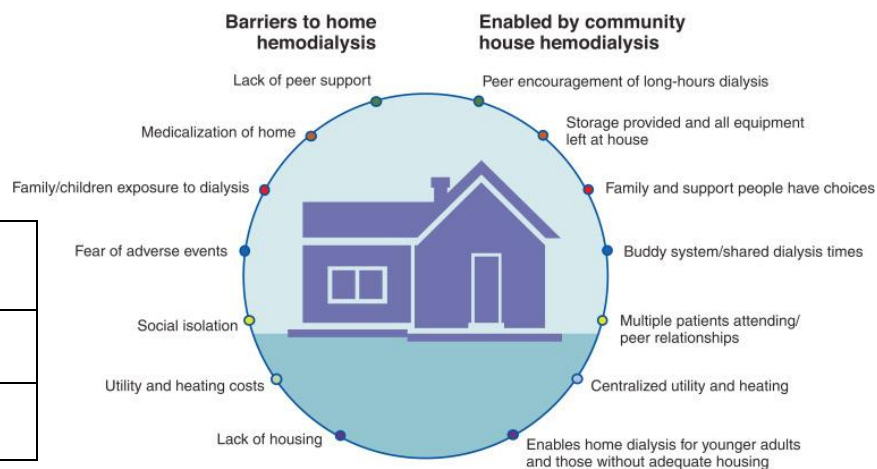 Barriers to home
hemodialysis
Lack of peer support
Medicalization of home
Family/children exposure to dialysis
Fear of adverse events
Social isolation
Utility and heating costs
Lack of housing
Enabled by community
house hemodialysis
Peer encouragement of long-hours dialysis
Storage provided and all equipment
left at house
Family and support people have choices
Buddy system/shared dialysis times
Multiple patients attending/
peer relationships
Centralized utility and heating
Enables home dialysis for younger adults
and those without adequate housing